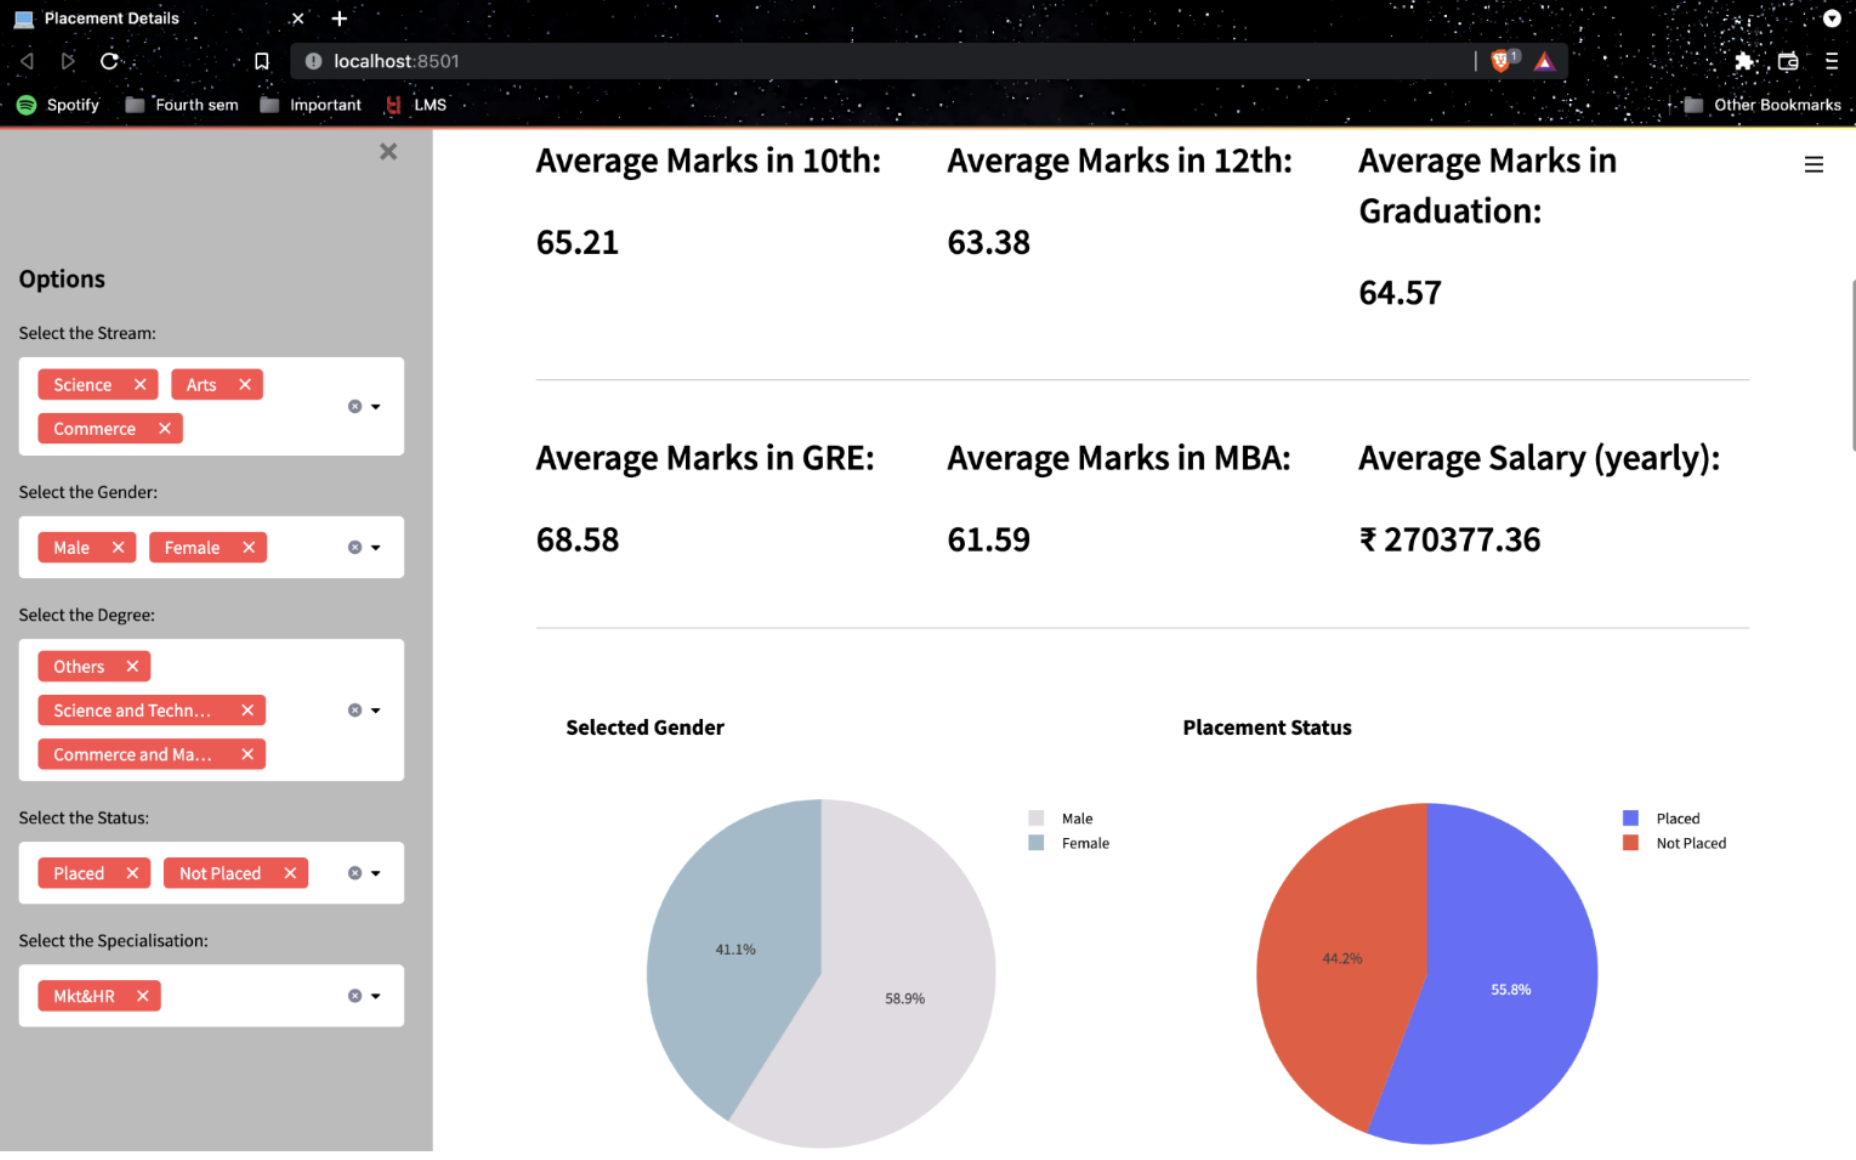 Placement Details
localhost:8501
1
Spotify
Fourth sem
Important
LMS
Other Bookmarks
Options
Select the Stream:
Science
Arts
Commerce
Select the Gender:
Male
Female
Select the Degree:
Others
Science and Techn...
Commerce and Ma...
Select the Status:
Placed
Not Placed
Select the Specialisation:
Mkt&HR
Average Marks in 10th:
65.21
Average Marks in 12th:
63.38
Average Marks in
Graduation:
64.57
Average Marks in GRE:
68.58
Average Marks in MBA:
61.59
Average Salary (yearly):
₹ 270377.36
Selected Gender
Male
Female
41.1%
58.9%
Placement Status
Placed
Not Placed
44.2%
55.8%